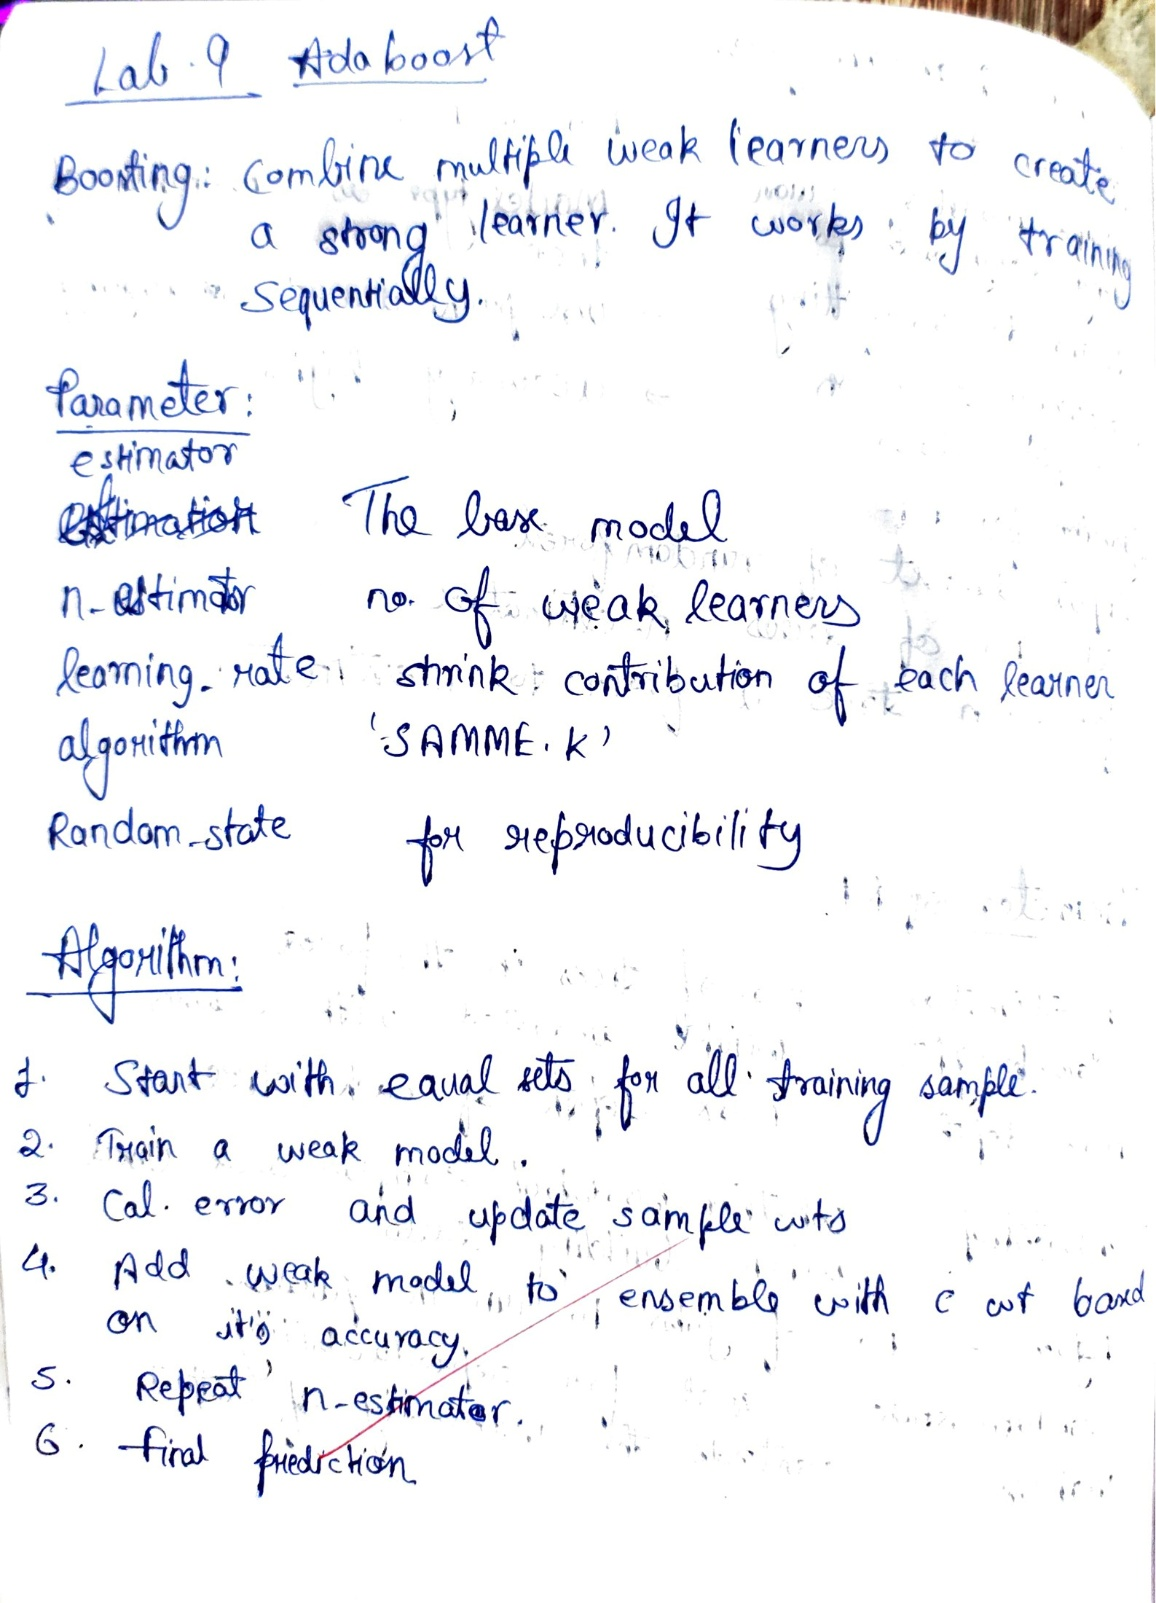 Lab. 9 Adaboost
Boosting: Combine multiple weak learners to create
a strong learner. It works by training
sequentially.
Parameter:
estimator
The base model
n-estimator no. of weak learners
learning-rate shrink contribution of each learner
algorithm 'SAMME.K'
Random-state for reproducibility
Algorithm:
1. Start with equal sets for all training sample.
2. Train a weak model.
3. Cal. error and update sample wts
4. Add weak model to ensemble with c wt based
on it's accuracy.
5. Repeat n-estimator.
6. final prediction